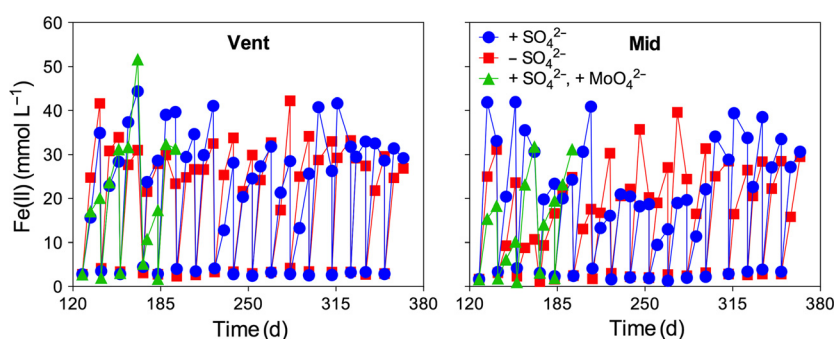 Vent
Fe(II) (mmol L⁻¹)
60
50
40
30
20
10
0
120 185 250 315 380
Time (d)
Mid
+ SO₄²⁻
– SO₄²⁻
+ SO₄²⁻, + MoO₄²⁻
120 185 250 315 380
Time (d)